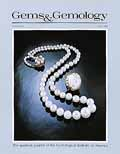 Gems&Gemology
The quarterly journal of the Gemological Institute of America